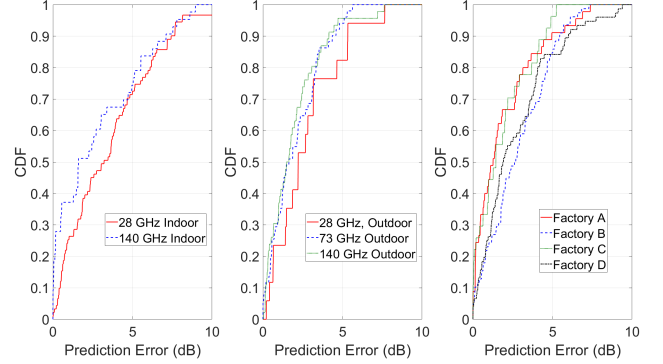 1
0.9
0.8
0.7
0.6
0.5
0.4
0.3
0.2
0.1
0
CDF
28 GHz Indoor
140 GHz Indoor
0 5 10
Prediction Error (dB)
1
0.9
0.8
0.7
0.6
0.5
0.4
0.3
0.2
0.1
0
CDF
28 GHz, Outdoor
73 GHz Outdoor
140 GHz Outdoor
0 5 10
Prediction Error (dB)
1
0.9
0.8
0.7
0.6
0.5
0.4
0.3
0.2
0.1
0
CDF
Factory A
Factory B
Factory C
Factory D
0 5 10
Prediction Error (dB)